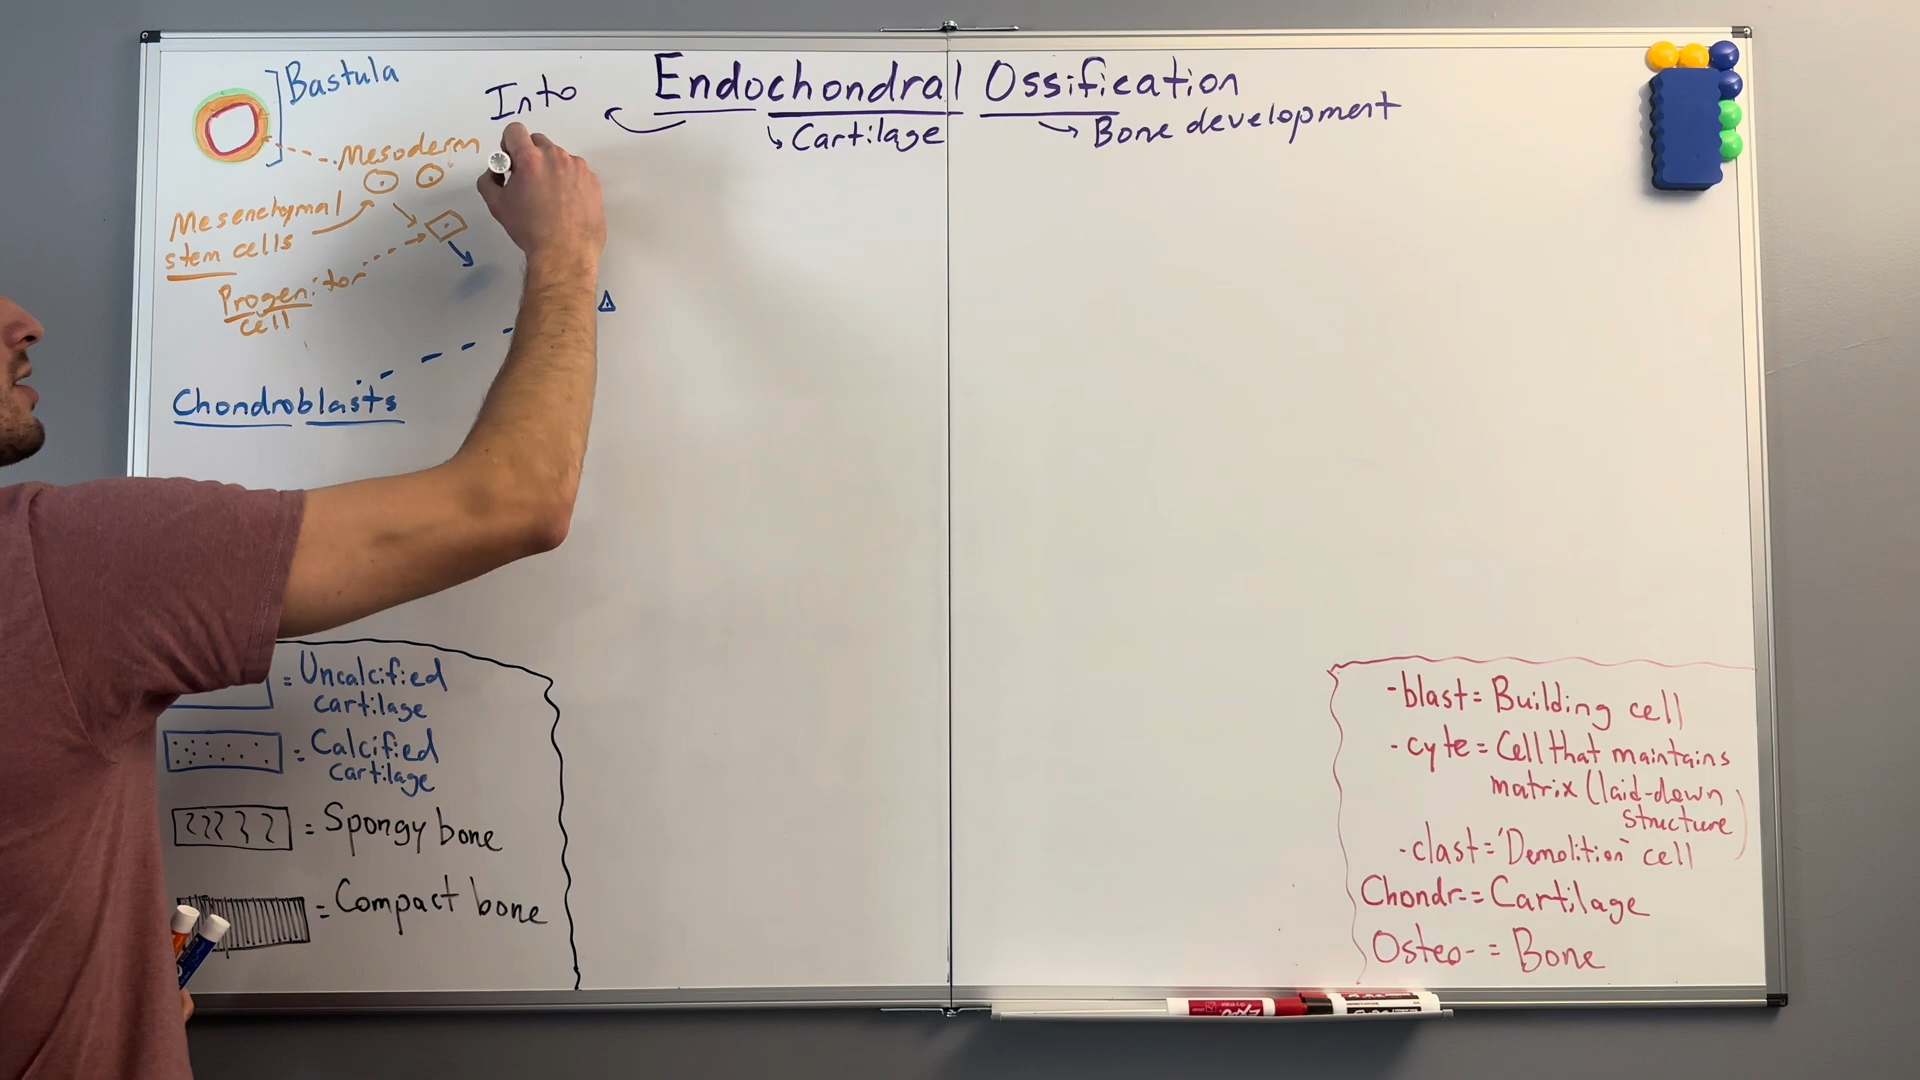 Bastula
Into
Endochondral Ossification
Cartilage
Bone development
Mesoderm
Mesenchymal
stem cells
Progenitor
cell
Chondroblasts
= Uncalcified
cartilage
= Calcified
cartilage
= Spongy bone
= Compact bone
-blast = Building cell
-cyte = Cell that maintains
matrix (laid-down
structure)
-clast = "Demolition" cell
Chondr- = Cartilage
Osteo- = Bone
EXPO